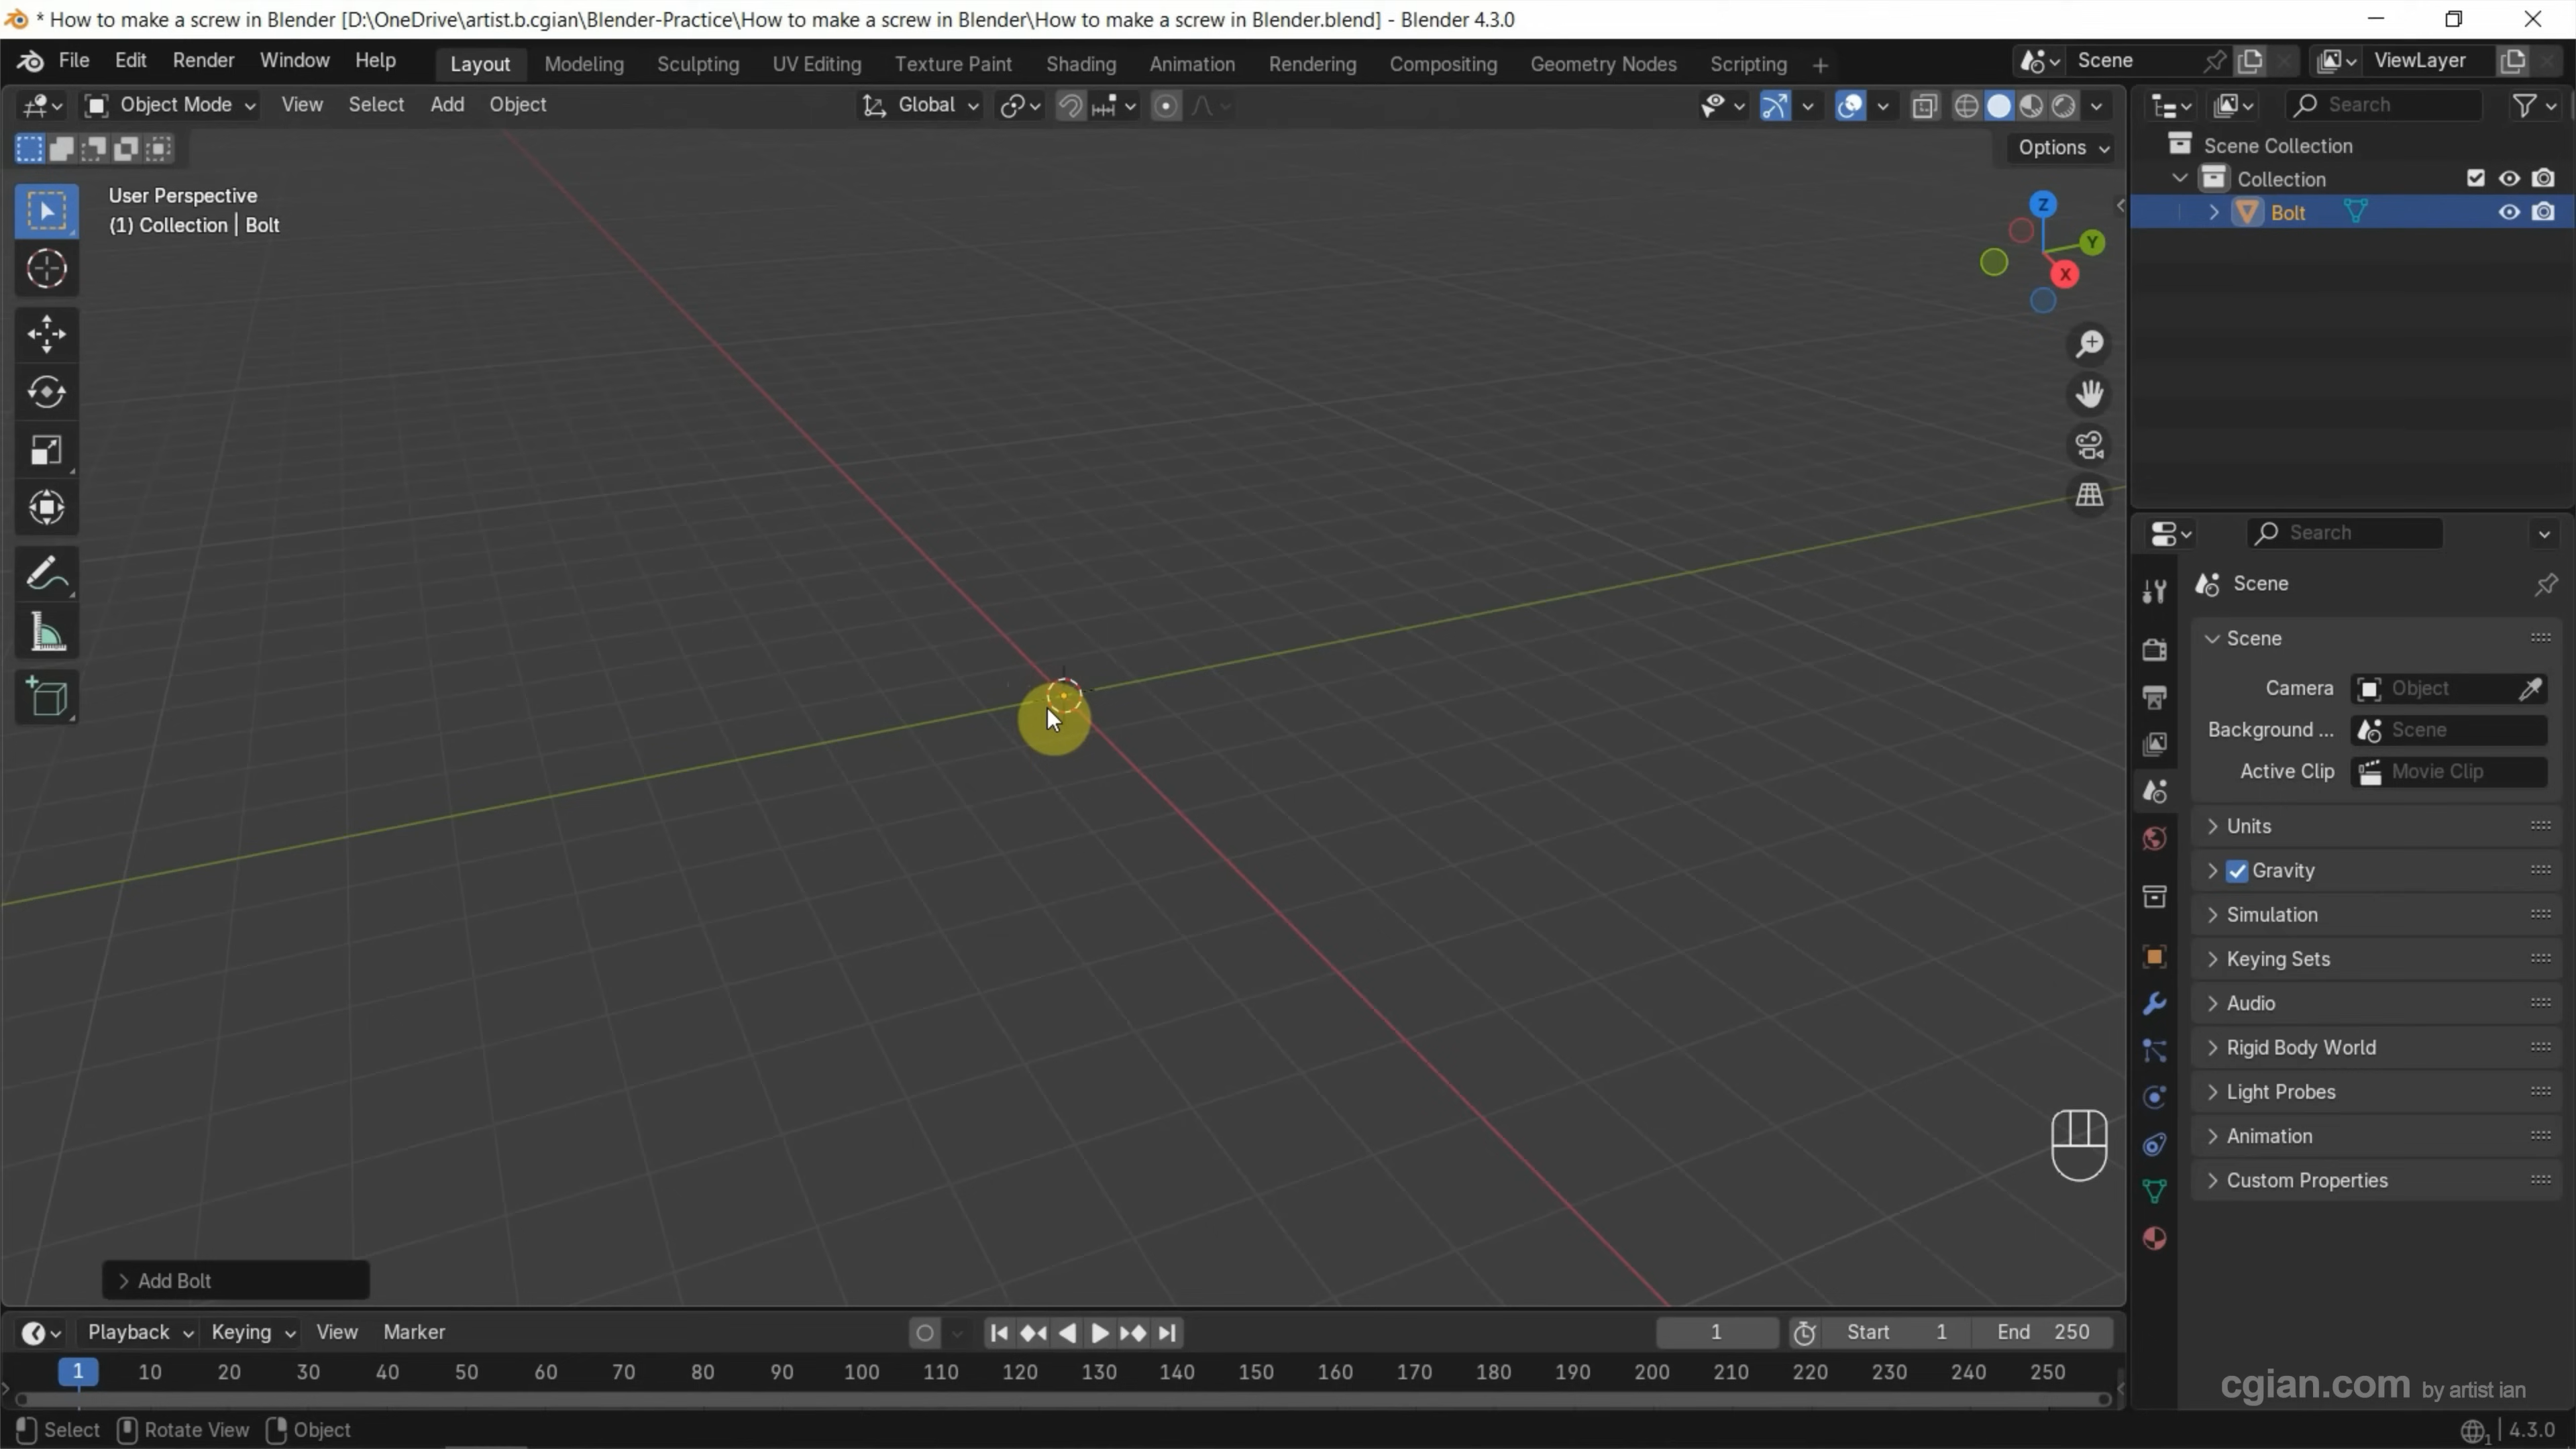 * How to make a screw in Blender [D:\OneDrive\artist.b.cgian\Blender-Practice\How to make a screw in Blender\How to make a screw in Blender.blend] - Blender 4.3.0
File Edit Render Window Help Layout Modeling Sculpting UV Editing Texture Paint Shading Animation Rendering Compositing Geometry Nodes Scripting + Scene ViewLayer
Object Mode View Select Add Object Global Search
Options
Scene Collection
Collection
Bolt
User Perspective
(1) Collection | Bolt
Z
Y
X
Search
Scene
Scene
Camera Object
Background ... Scene
Active Clip Movie Clip
Units
Gravity
Simulation
Keying Sets
Audio
Rigid Body World
Light Probes
Animation
Custom Properties
Add Bolt
Playback Keying View Marker 1 Start 1 End 250
1 10 20 30 40 50 60 70 80 90 100 110 120 130 140 150 160 170 180 190 200 210 220 230 240 250
cgian.com by artist ian
Select Rotate View Object 1 4.3.0